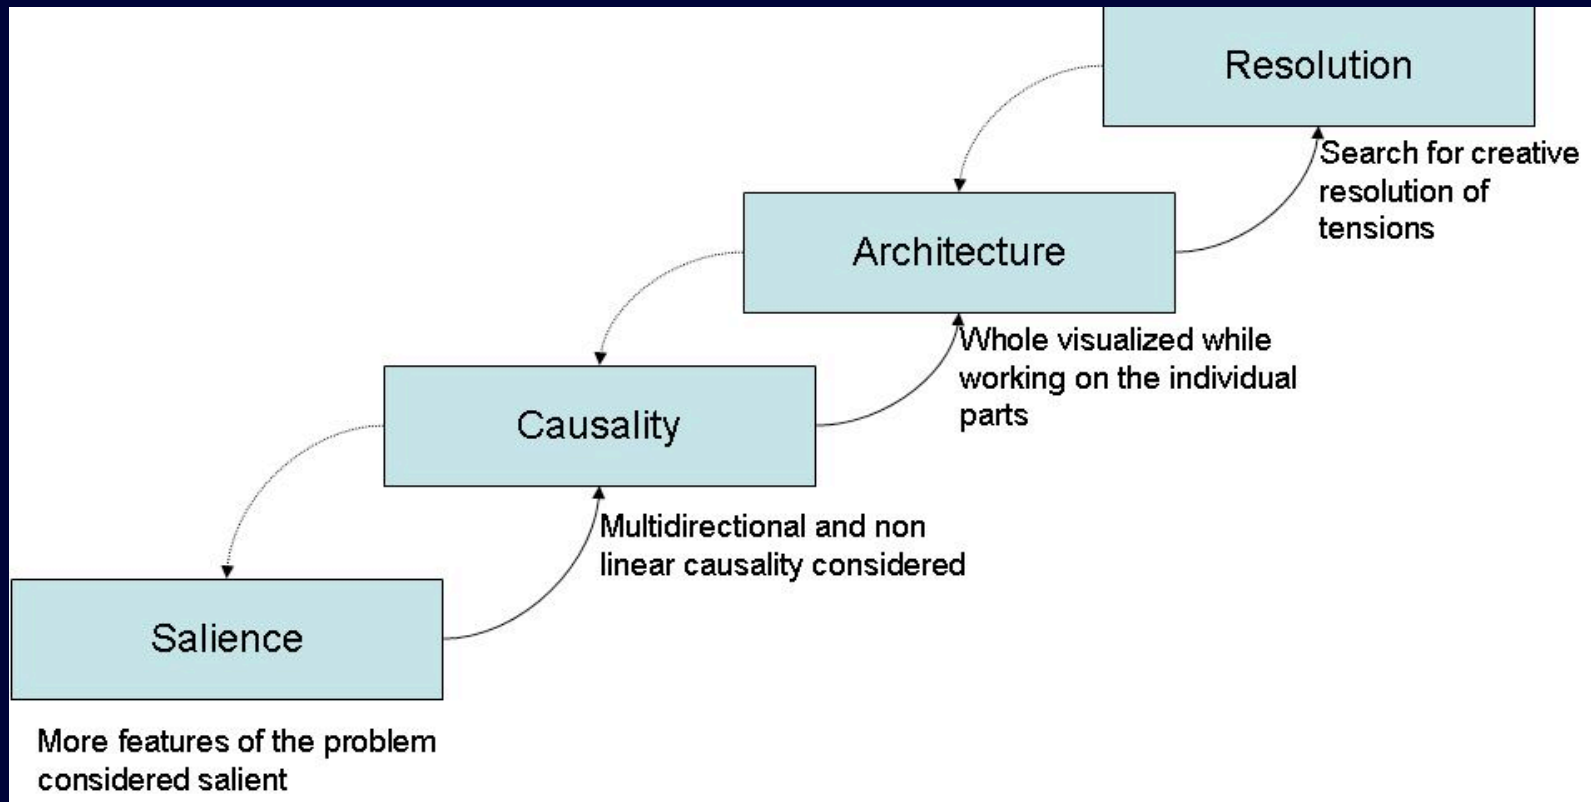 Resolution
Search for creative
resolution of
tensions
Architecture
Whole visualized while
working on the individual
parts
Causality
Multidirectional and non
linear causality considered
Salience
More features of the problem
considered salient